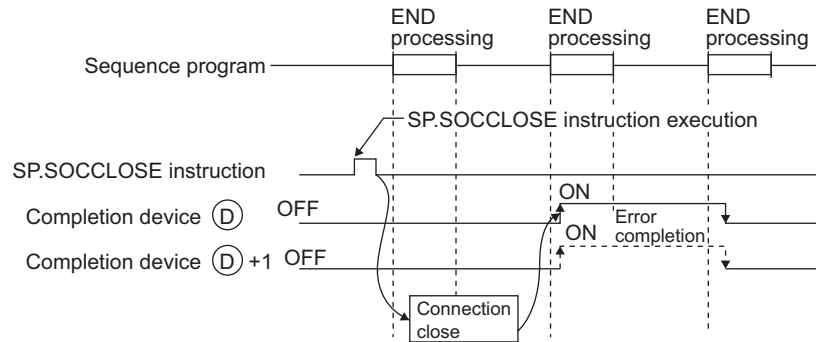 END
processing
END
processing
END
processing
Sequence program
SP.SOCCLOSE instruction execution
SP.SOCCLOSE instruction
ON
Completion device D OFF
Error
completion
ON
Completion device D +1 OFF
Connection
close